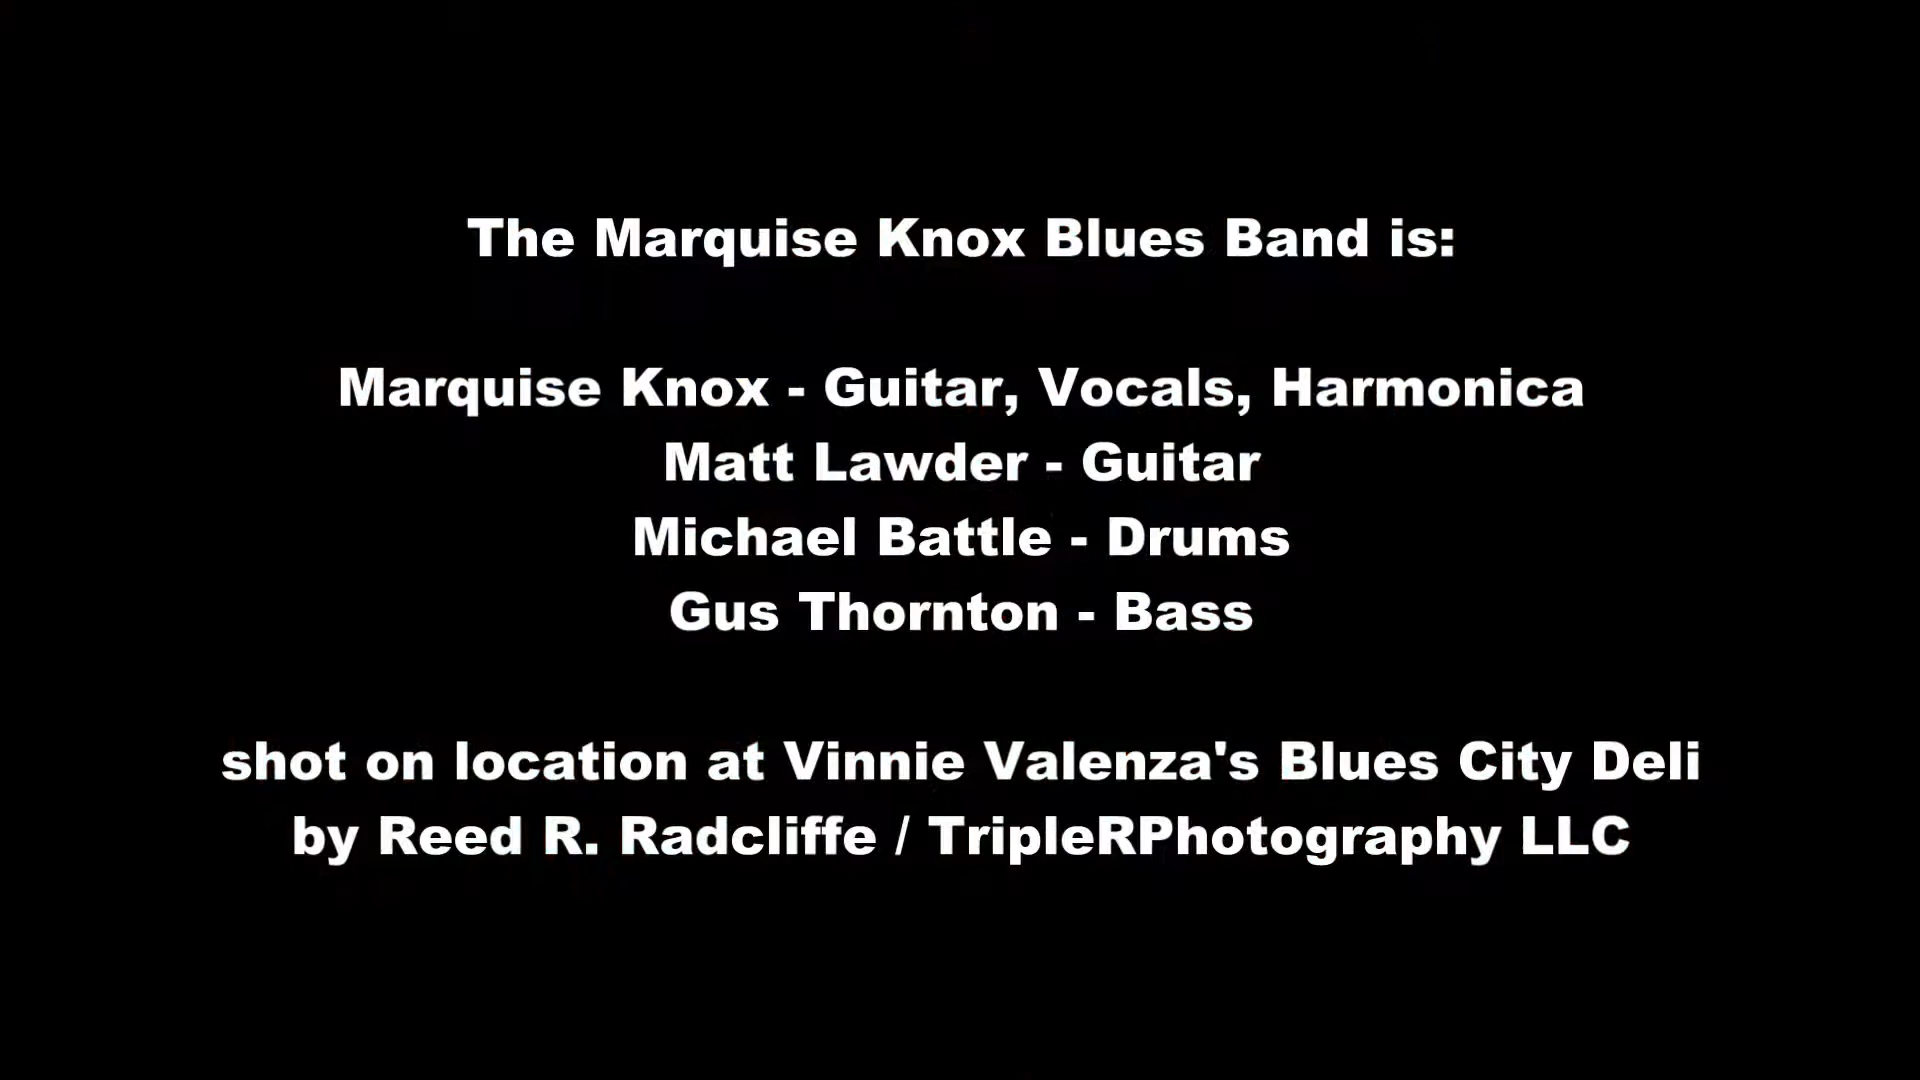 The Marquise Knox Blues Band is:
Marquise Knox - Guitar, Vocals, Harmonica
Matt Lawder - Guitar
Michael Battle - Drums
Gus Thornton - Bass
shot on location at Vinnie Valenza's Blues City Deli
by Reed R. Radcliffe / TripleRPhotography LLC